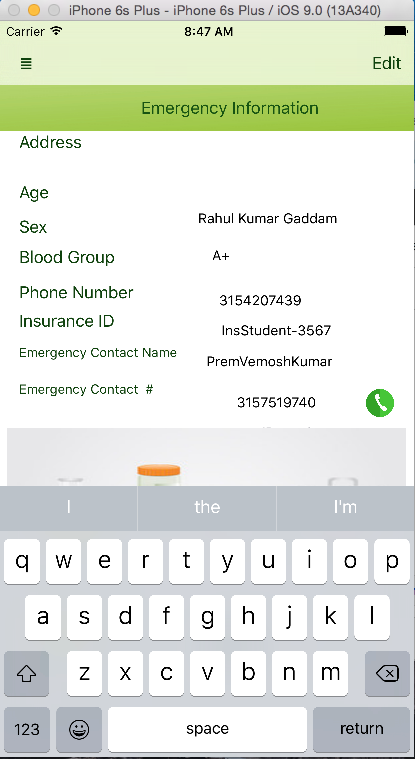 iPhone 6s Plus - iPhone 6s Plus / iOS 9.0 (13A340)
Carrier 8:47 AM
Edit
Emergency Information
Address
Age
Rahul Kumar Gaddam
Sex
Blood Group A+
Phone Number 3154207439
Insurance ID InsStudent-3567
Emergency Contact Name PremVemoshKumar
Emergency Contact # 3157519740
I the I'm
q w e r t y u i o p
a s d f g h j k l
z x c v b n m
123 space return